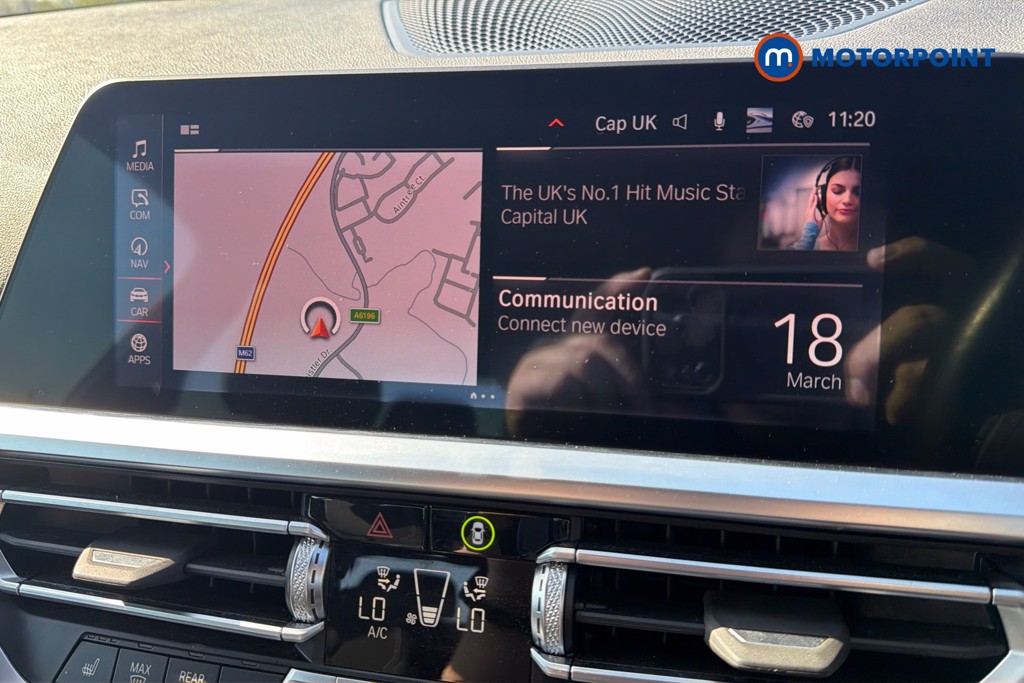 m MOTORPOINT
Cap UK 11:20
MEDIA
COM
NAV
CAR
APPS
Aintree Ct
A6196
M62
The UK's No.1 Hit Music Sta
Capital UK
Communication
Connect new device
18
March
LO LO
A/C
MAX
REAR